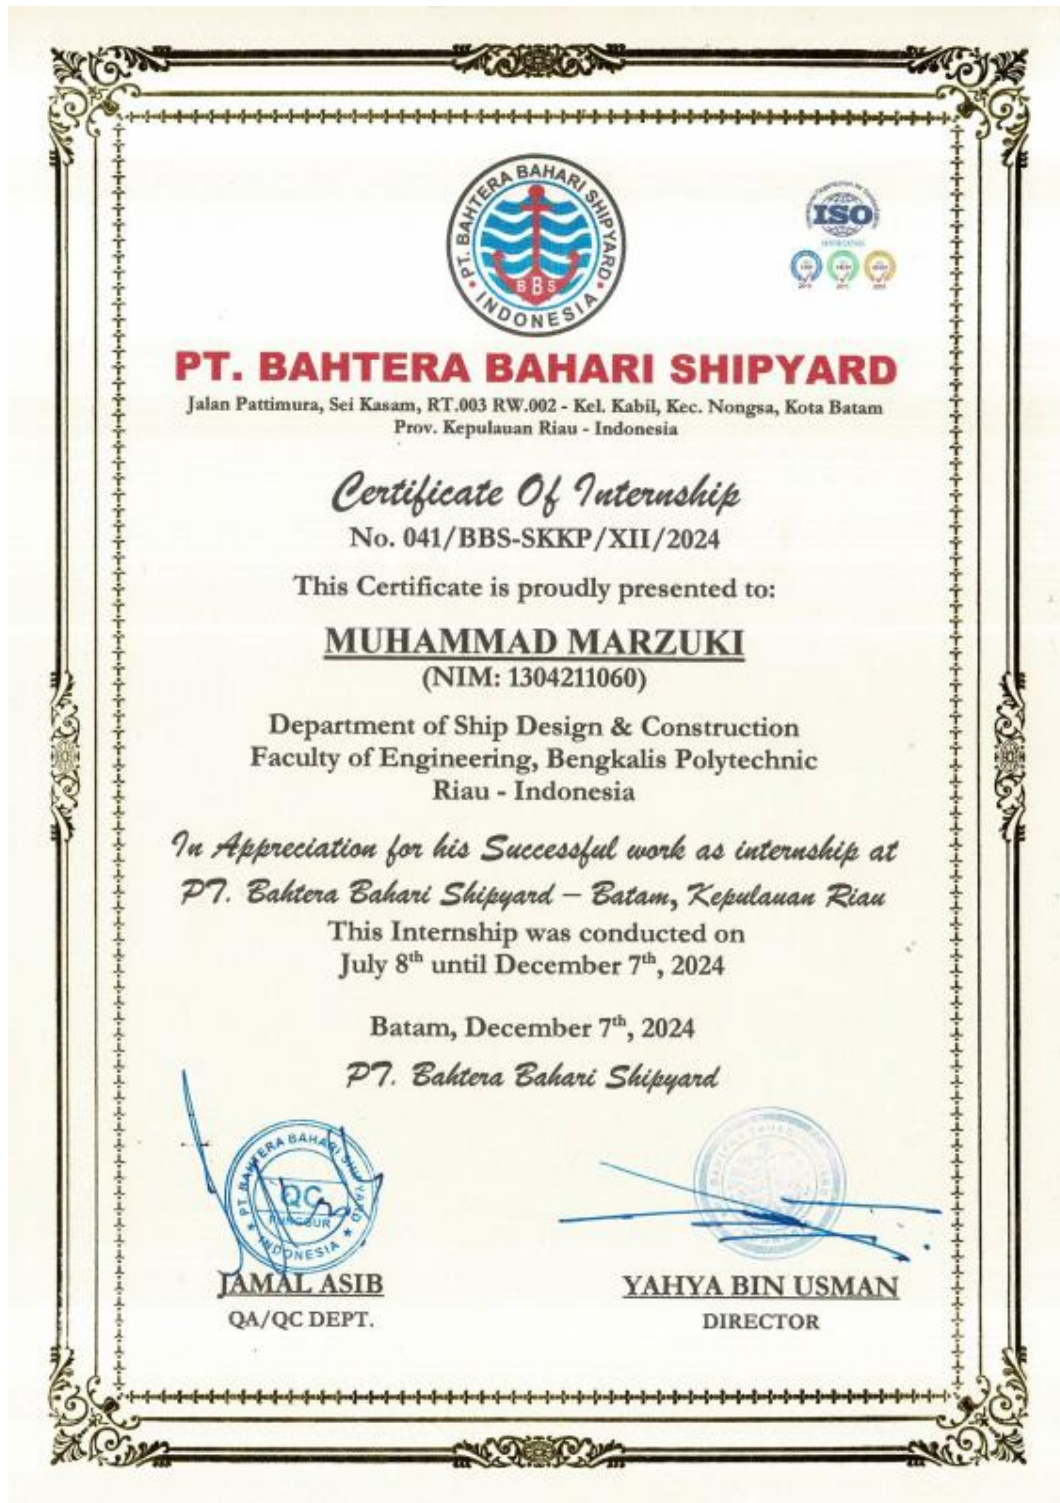 PT. BAHTERA BAHARI SHIPYARD
INDONESIA
BBS
ISO
PT. BAHTERA BAHARI SHIPYARD
Jalan Pattimura, Sei Kasam, RT.003 RW.002 - Kel. Kabil, Kec. Nongsa, Kota Batam
Prov. Kepulauan Riau - Indonesia
Certificate Of Internship
No. 041/BBS-SKKP/XII/2024
This Certificate is proudly presented to:
MUHAMMAD MARZUKI
(NIM: 1304211060)
Department of Ship Design & Construction
Faculty of Engineering, Bengkalis Polytechnic
Riau - Indonesia
In Appreciation for his Successful work as internship at
PT. Bahtera Bahari Shipyard – Batam, Kepulauan Riau
This Internship was conducted on
July 8th until December 7th, 2024
Batam, December 7th, 2024
PT. Bahtera Bahari Shipyard
PT BAHTERA BAHARI SHIPYARD
QC
INDONESIA
JAMAL ASIB
QA/QC DEPT.
YAHYA BIN USMAN
DIRECTOR